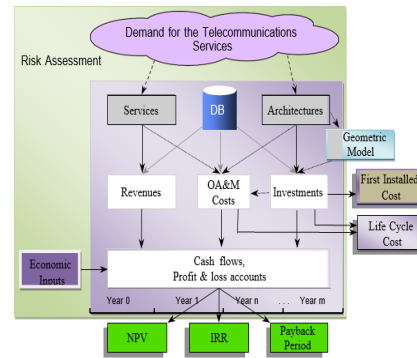 Demand for the Telecommunications
Services
Risk Assessment
Services
DB
Architectures
Geometric
Model
Revenues
OA&M
Costs
Investments
First Installed
Cost
Life Cycle
Cost
Economic
Inputs
Cash flows,
Profit & loss accounts
Year 0 Year 1 Year n ... Year m
NPV
IRR
Payback
Period